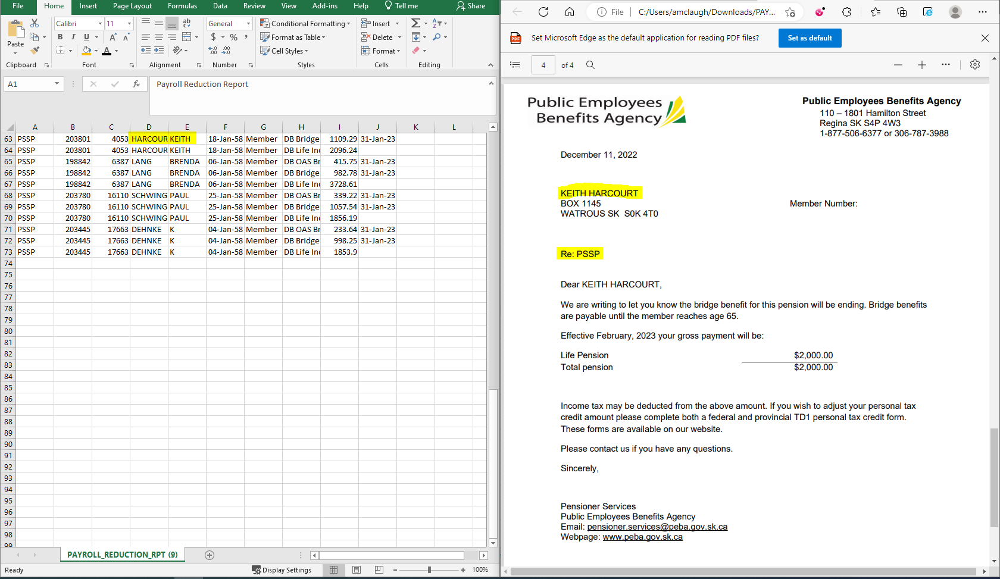 File Home Insert Page Layout Formulas Data Review View Add-ins Help Tell me Share
Paste
Calibri 11
B I U A A A
ab c
General
$ % ,
.00 .00
Conditional Formatting
Format as Table
Cell Styles
Insert
Delete
Format
Clipboard Font Alignment Number Styles Cells Editing
A1 fx Payroll Reduction Report
A B C D E F G H I J K L
63 PSSP 203801 4053 HARCOUR KEITH 18-Jan-58 Member DB Bridge 1109.29 31-Jan-23
64 PSSP 203801 4053 HARCOUR KEITH 18-Jan-58 Member DB Life Inc 2096.24
65 PSSP 198842 6387 LANG BRENDA 06-Jan-58 Member DB OAS Br 415.75 31-Jan-23
66 PSSP 198842 6387 LANG BRENDA 06-Jan-58 Member DB Bridge 982.78 31-Jan-23
67 PSSP 198842 6387 LANG BRENDA 06-Jan-58 Member DB Life Inc 3728.61
68 PSSP 203780 16110 SCHWING PAUL 25-Jan-58 Member DB OAS Br 339.22 31-Jan-23
69 PSSP 203780 16110 SCHWING PAUL 25-Jan-58 Member DB Bridge 1057.54 31-Jan-23
70 PSSP 203780 16110 SCHWING PAUL 25-Jan-58 Member DB Life Inc 1856.19
71 PSSP 203445 17663 DEHNKE K 04-Jan-58 Member DB OAS Br 233.64 31-Jan-23
72 PSSP 203445 17663 DEHNKE K 04-Jan-58 Member DB Bridge 998.25 31-Jan-23
73 PSSP 203445 17663 DEHNKE K 04-Jan-58 Member DB Life Inc 1853.9
74
75
76
77
78
79
80
81
82
83
84
85
86
87
88
89
90
91
92
93
94
95
96
97
98
99
PAYROLL_REDUCTION_RPT (9)
Ready Display Settings 100%
File C:/Users/amclaugh/Downloads/PAY...
PDF Set Microsoft Edge as the default application for reading PDF files? Set as default
4 of 4
Public Employees
Benefits Agency
Public Employees Benefits Agency
110 – 1801 Hamilton Street
Regina SK S4P 4W3
1-877-506-6377 or 306-787-3988
December 11, 2022
KEITH HARCOURT
BOX 1145
WATROUS SK S0K 4T0
Member Number:
Re: PSSP
Dear KEITH HARCOURT,
We are writing to let you know the bridge benefit for this pension will be ending. Bridge benefits
are payable until the member reaches age 65.
Effective February, 2023 your gross payment will be:
Life Pension $2,000.00
Total pension $2,000.00
Income tax may be deducted from the above amount. If you wish to adjust your personal tax
credit amount please complete both a federal and provincial TD1 personal tax credit form.
These forms are available on our website.
Please contact us if you have any questions.
Sincerely,
Pensioner Services
Public Employees Benefits Agency
Email: pensioner.services@peba.gov.sk.ca
Webpage: www.peba.gov.sk.ca